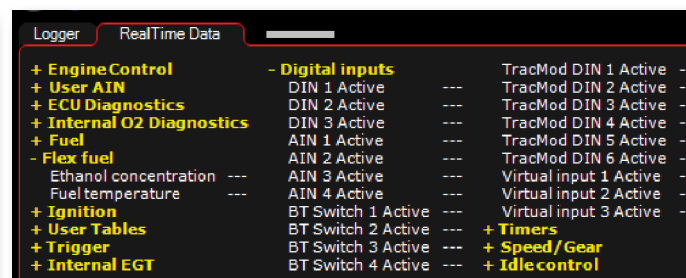 Logger
RealTime Data
+ Engine Control
+ User AIN
+ ECU Diagnostics
+ Internal O2 Diagnostics
+ Fuel
- Flex fuel
Ethanol concentration ---
Fuel temperature ---
+ Ignition
+ User Tables
+ Trigger
+ Internal EGT
- Digital inputs
DIN 1 Active ---
DIN 2 Active ---
DIN 3 Active ---
AIN 1 Active ---
AIN 2 Active ---
AIN 3 Active ---
AIN 4 Active ---
BT Switch 1 Active ---
BT Switch 2 Active ---
BT Switch 3 Active ---
BT Switch 4 Active ---
TracMod DIN 1 Active -
TracMod DIN 2 Active -
TracMod DIN 3 Active -
TracMod DIN 4 Active -
TracMod DIN 5 Active -
TracMod DIN 6 Active -
Virtual input 1 Active -
Virtual input 2 Active -
Virtual input 3 Active -
+ Timers
+ Speed/Gear
+ Idle control